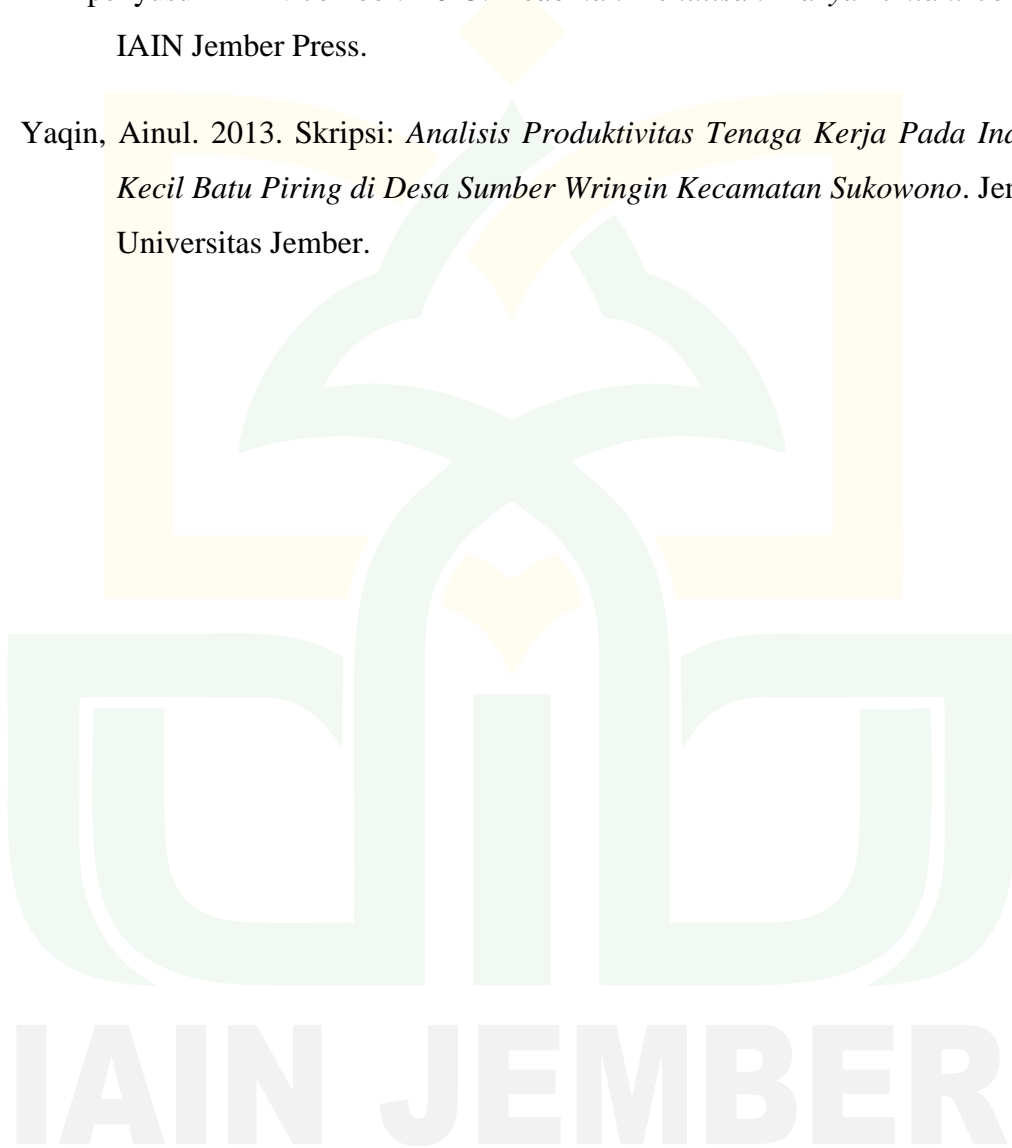 IAIN Jember Press.
Yaqin, Ainul. 2013. Skripsi: Analisis Produktivitas Tenaga Kerja Pada
Kecil Batu Piring di Desa Sumber Wringin Kecamatan Sukowono.
Universitas Jember.
IAIN JEMBER